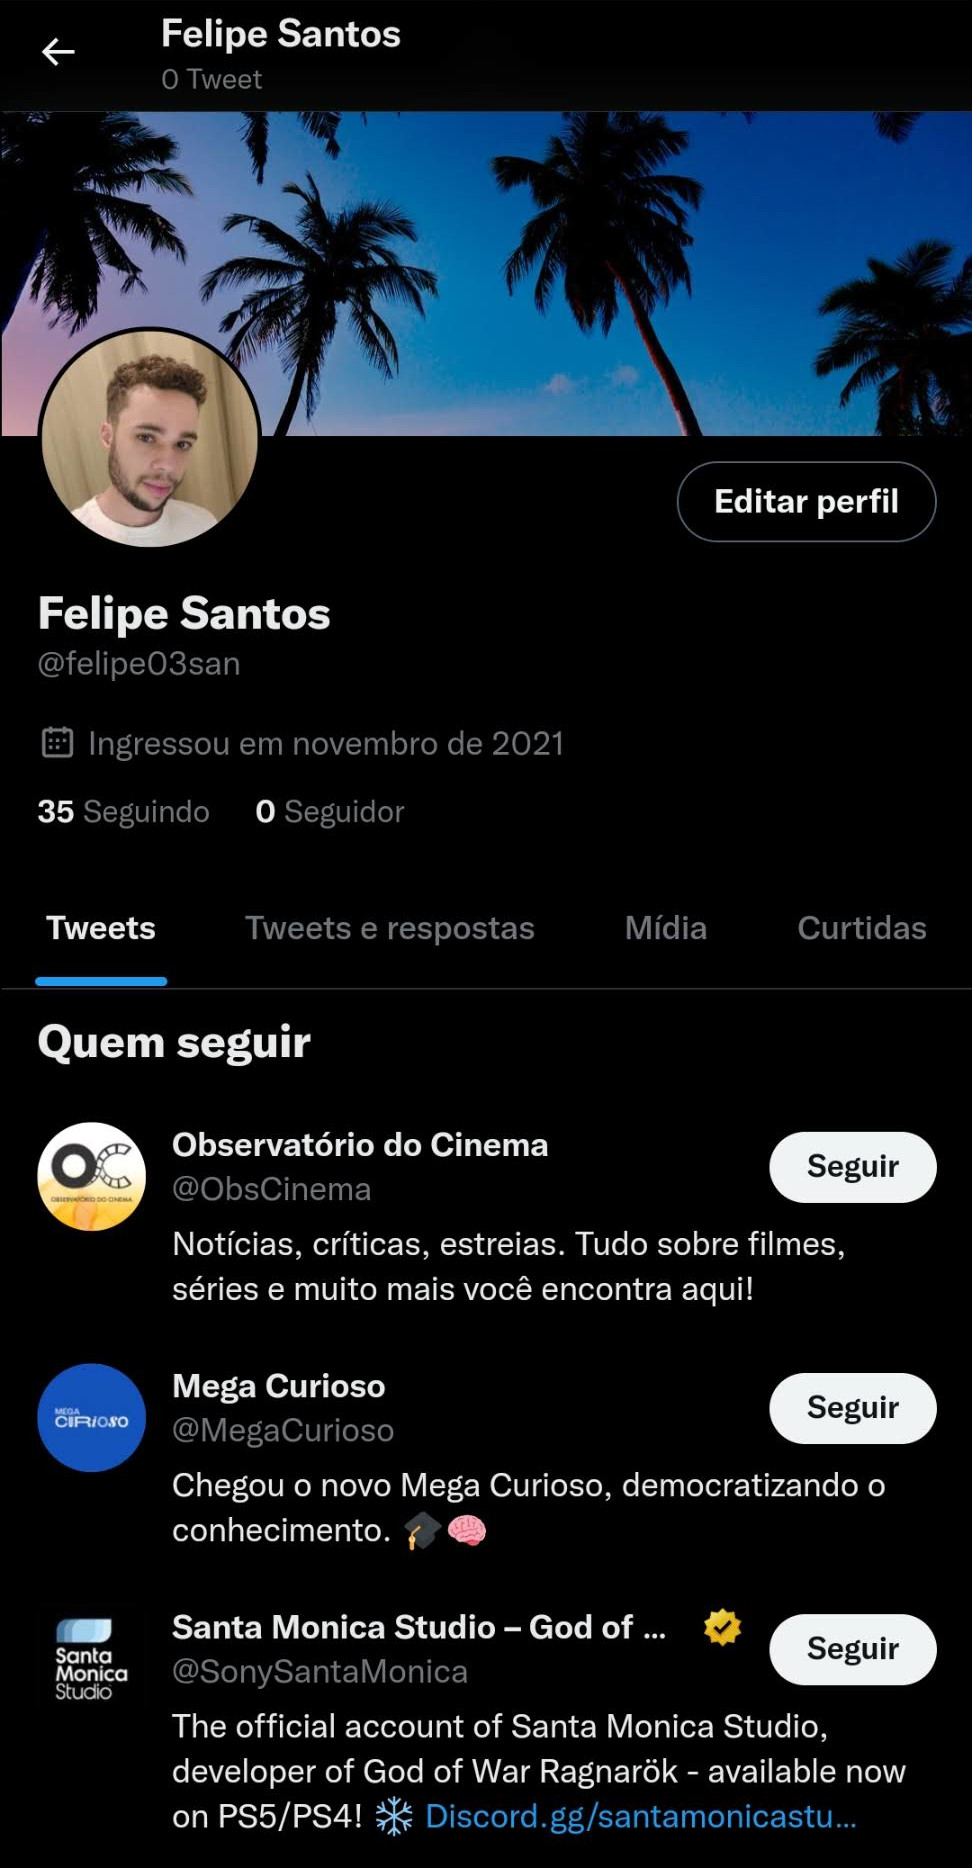 Felipe Santos
0 Tweet
Editar perfil
Felipe Santos
@felipe03san
Ingressou em novembro de 2021
35 Seguindo 0 Seguidor
Tweets Tweets e respostas Mídia Curtidas
Quem seguir
OC
OBSERVATÓRIO DO CINEMA
Observatório do Cinema
@ObsCinema
Seguir
Notícias, críticas, estreias. Tudo sobre filmes,
séries e muito mais você encontra aqui!
MEGA
CURIOSO
Mega Curioso
@MegaCurioso
Seguir
Chegou o novo Mega Curioso, democratizando o
conhecimento. 🎓🧠
Santa
Monica
Studio
Santa Monica Studio – God of ...
@SonySantaMonica
Seguir
The official account of Santa Monica Studio,
developer of God of War Ragnarök - available now
on PS5/PS4! ❄️ Discord.gg/santamonicastu...